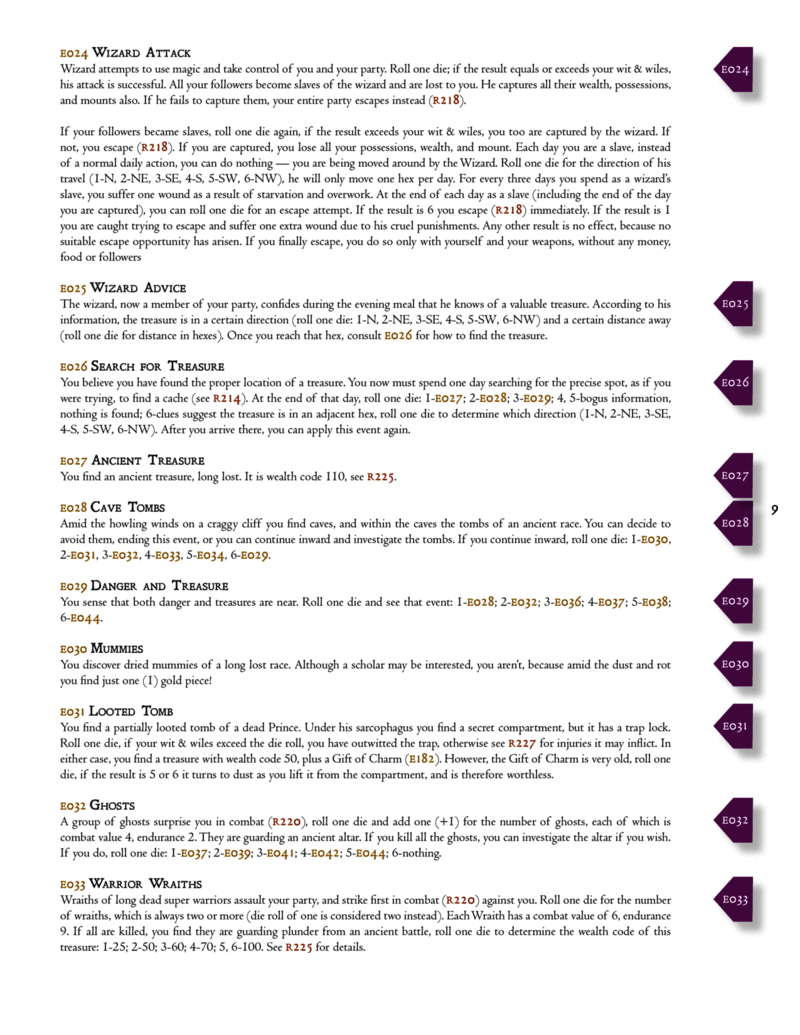 e024 Wizard Attack
Wizard attempts to use magic and take control of you and your party. Roll one die; if the result equals or exceeds your wit & wiles,
his attack is successful. All your followers become slaves of the wizard and are lost to you. He captures all their wealth, possessions,
and mounts also. If he fails to capture them, your entire party escapes instead (r218).
If your followers became slaves, roll one die again, if the result exceeds your wit & wiles, you too are captured by the wizard. If
not, you escape (r218). If you are captured, you lose all your possessions, wealth, and mount. Each day you are a slave, instead
of a normal daily action, you can do nothing — you are being moved around by the Wizard. Roll one die for the direction of his
travel (1-N, 2-NE, 3-SE, 4-S, 5-SW, 6-NW), he will only move one hex per day. For every three days you spend as a wizard's
slave, you suffer one wound as a result of starvation and overwork. At the end of each day as a slave (including the end of the day
you are captured), you can roll one die for an escape attempt. If the result is 6 you escape (r218) immediately. If the result is 1
you are caught trying to escape and suffer one extra wound due to his cruel punishments. Any other result is no effect, because no
suitable escape opportunity has arisen. If you finally escape, you do so only with yourself and your weapons, without any money,
food or followers
e024
e025 Wizard Advice
The wizard, now a member of your party, confides during the evening meal that he knows of a valuable treasure. According to his
information, the treasure is in a certain direction (roll one die: 1-N, 2-NE, 3-SE, 4-S, 5-SW, 6-NW) and a certain distance away
(roll one die for distance in hexes). Once you reach that hex, consult e026 for how to find the treasure.
e025
e026 Search for Treasure
You believe you have found the proper location of a treasure. You now must spend one day searching for the precise spot, as if you
were trying, to find a cache (see r214). At the end of that day, roll one die: 1-e027; 2-e028; 3-e029; 4, 5-bogus information,
nothing is found; 6-clues suggest the treasure is in an adjacent hex, roll one die to determine which direction (1-N, 2-NE, 3-SE,
4-S, 5-SW, 6-NW). After you arrive there, you can apply this event again.
e026
e027 Ancient Treasure
You find an ancient treasure, long lost. It is wealth code 110, see r225.
e027
e028 Cave Tombs
Amid the howling winds on a craggy cliff you find caves, and within the caves the tombs of an ancient race. You can decide to
avoid them, ending this event, or you can continue inward and investigate the tombs. If you continue inward, roll one die: 1-e030,
2-e031, 3-e032, 4-e033, 5-e034, 6-e029.
e028
9
e029 Danger and Treasure
You sense that both danger and treasures are near. Roll one die and see that event: 1-e028; 2-e032; 3-e036; 4-e037; 5-e038;
6-e044.
e029
e030 Mummies
You discover dried mummies of a long lost race. Although a scholar may be interested, you aren't, because amid the dust and rot
you find just one (1) gold piece!
e030
e031 Looted Tomb
You find a partially looted tomb of a dead Prince. Under his sarcophagus you find a secret compartment, but it has a trap lock.
Roll one die, if your wit & wiles exceed the die roll, you have outwitted the trap, otherwise see r227 for injuries it may inflict. In
either case, you find a treasure with wealth code 50, plus a Gift of Charm (e182). However, the Gift of Charm is very old, roll one
die, if the result is 5 or 6 it turns to dust as you lift it from the compartment, and is therefore worthless.
e031
e032 Ghosts
A group of ghosts surprise you in combat (r220), roll one die and add one (+1) for the number of ghosts, each of which is
combat value 4, endurance 2. They are guarding an ancient altar. If you kill all the ghosts, you can investigate the altar if you wish.
If you do, roll one die: 1-e037; 2-e039; 3-e041; 4-e042; 5-e044; 6-nothing.
e032
e033 Warrior Wraiths
Wraiths of long dead super warriors assault your party, and strike first in combat (r220) against you. Roll one die for the number
of wraiths, which is always two or more (die roll of one is considered two instead). Each Wraith has a combat value of 6, endurance
9. If all are killed, you find they are guarding plunder from an ancient battle, roll one die to determine the wealth code of this
treasure: 1-25; 2-50; 3-60; 4-70; 5, 6-100. See r225 for details.
e033